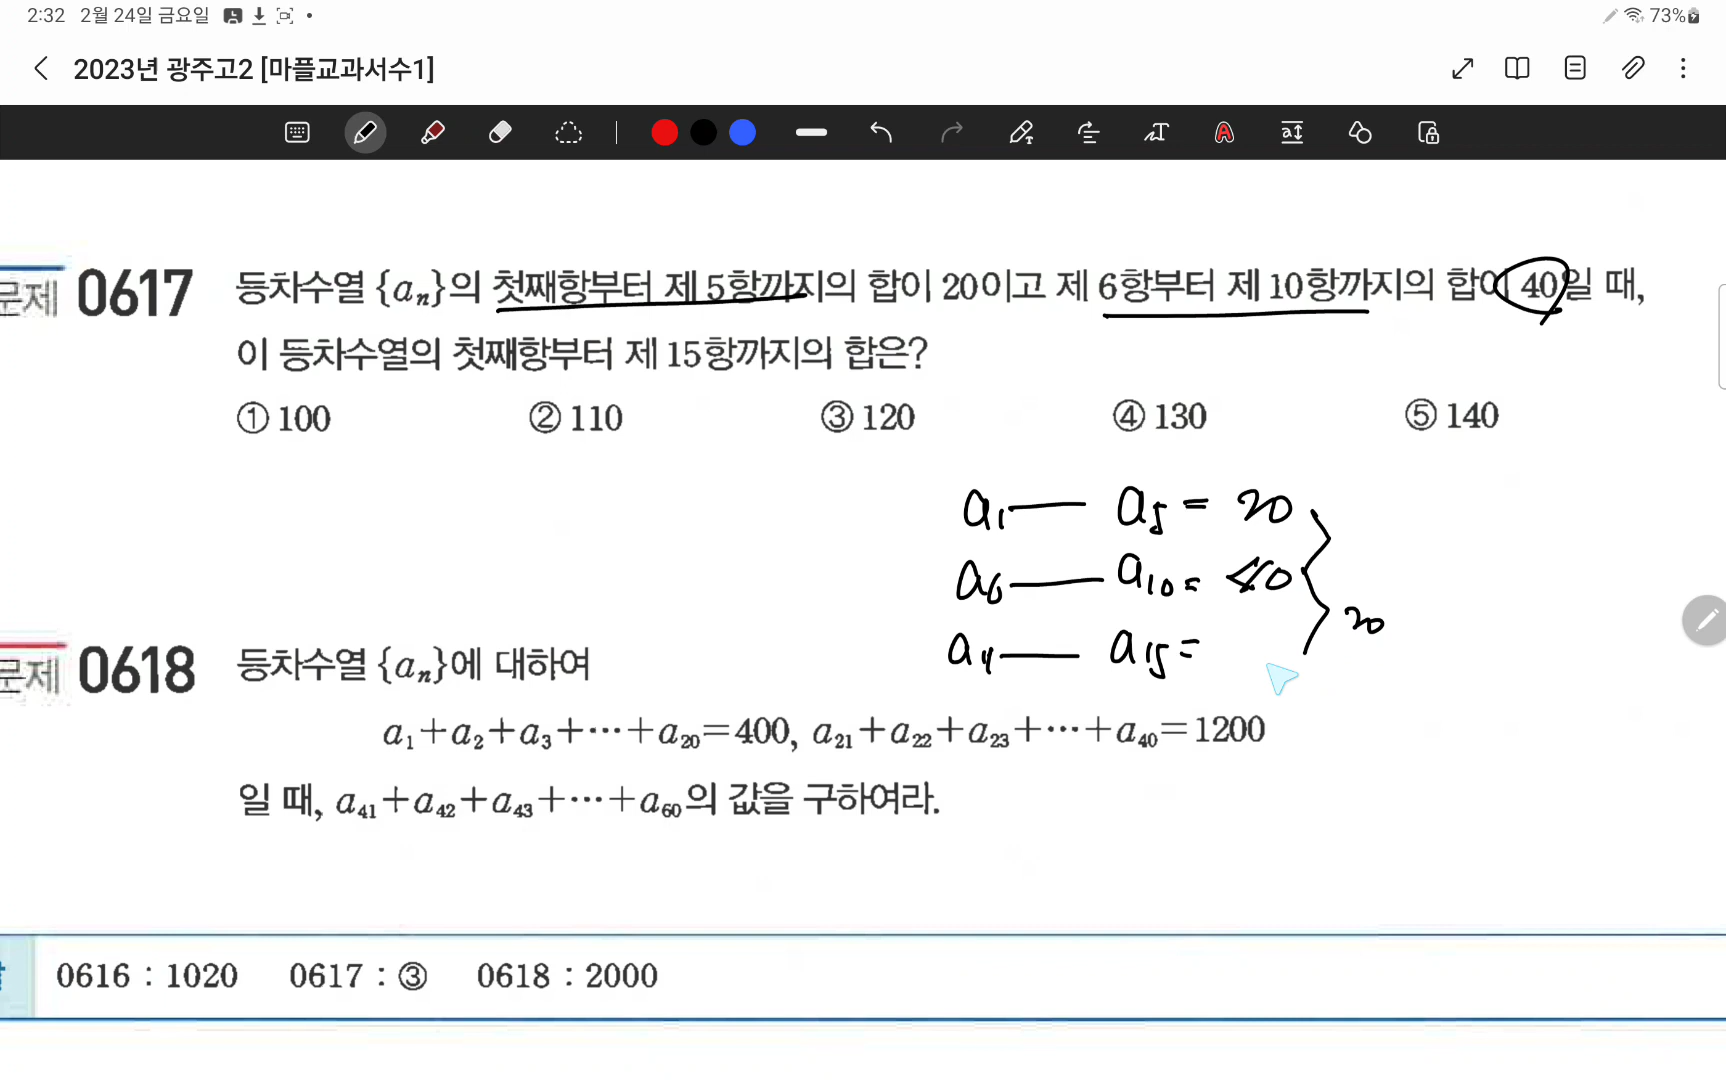 2:32 2월 24일 금요일
73%
2023년 광주고2 [마플교과서수1]
문제 0617 등차수열 {aₙ}의 첫째항부터 제 5항까지의 합이 20이고 제 6항부터 제 10항까지의 합이 40일 때,
이 등차수열의 첫째항부터 제 15항까지의 합은?
① 100 ② 110 ③ 120 ④ 130 ⑤ 140
a₁ — a₅ = 20
a₆ — a₁₀ = 40
20
a₁₁ — a₁₅ =
문제 0618 등차수열 {aₙ}에 대하여
a₁+a₂+a₃+⋯+a₂₀=400, a₂₁+a₂₂+a₂₃+⋯+a₄₀=1200
일 때, a₄₁+a₄₂+a₄₃+⋯+a₆₀의 값을 구하여라.
0616 : 1020 0617 : ③ 0618 : 2000